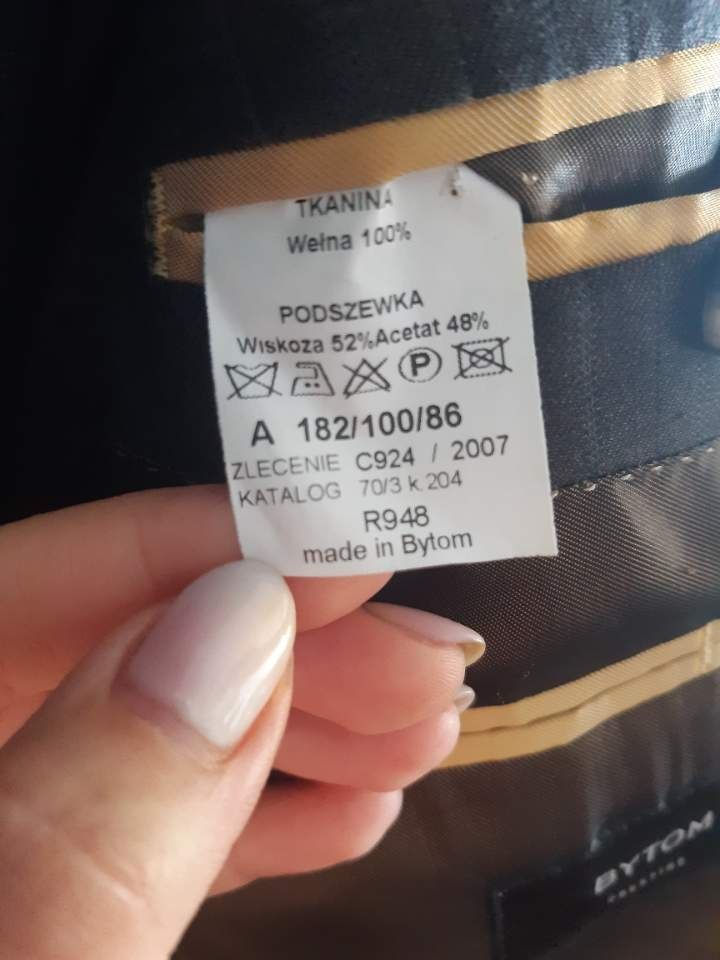 TKANINA
Wełna 100%
PODSZEWKA
Wiskoza 52%Acetat 48%
P
A 182/100/86
ZLECENIE C924 / 2007
KATALOG 70/3 k.204
R948
made in Bytom
BYTOM